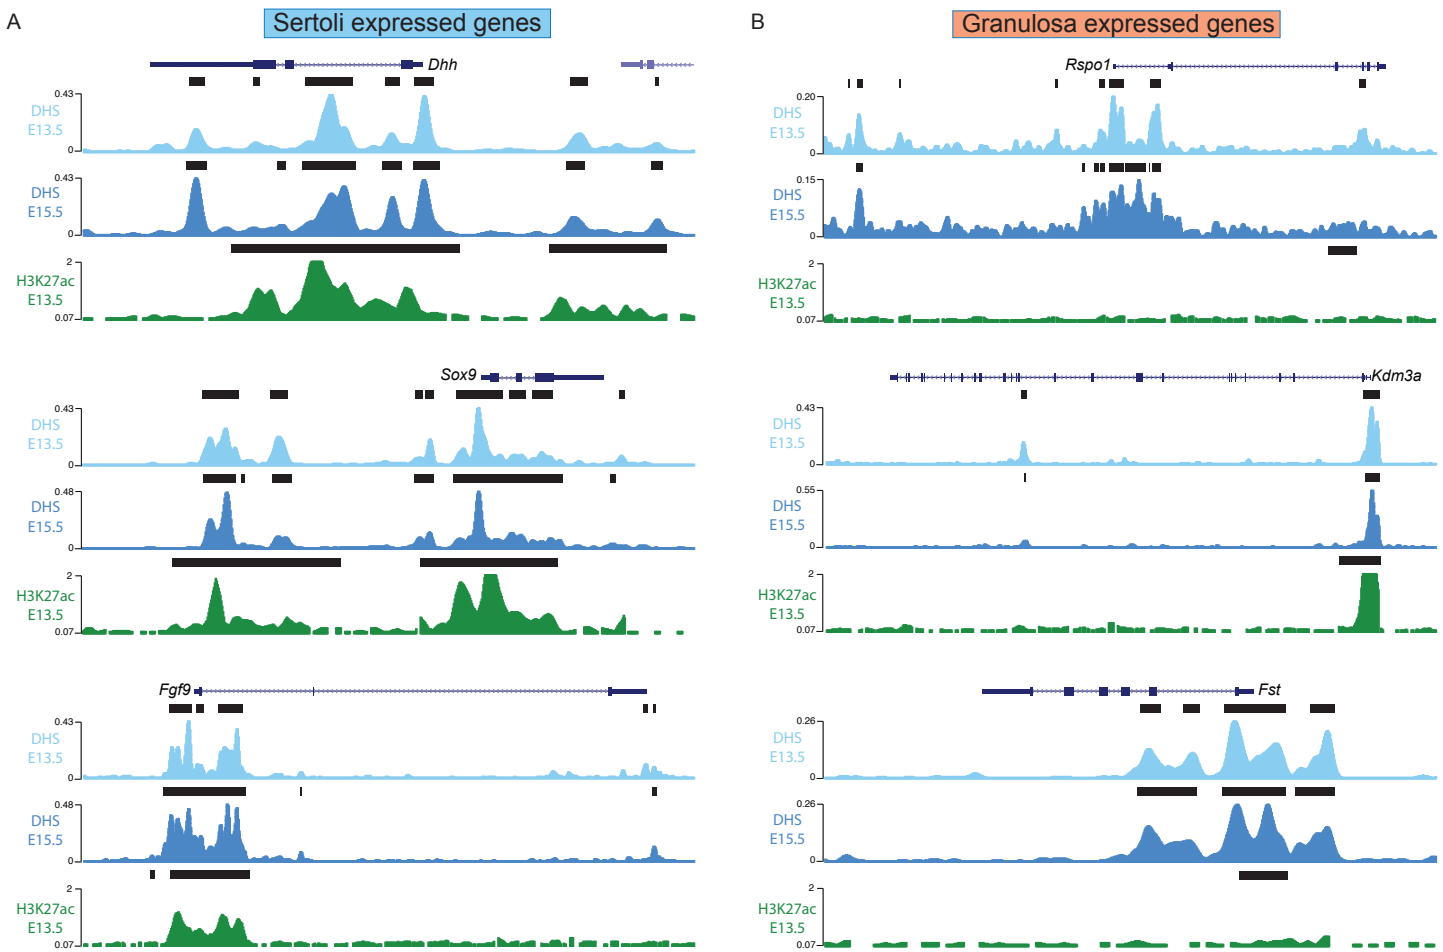 A
Sertoli expressed genes
Dhh
0.43
DHS
E13.5
0
0.43
DHS
E15.5
0
2
H3K27ac
E13.5
0.07
Sox9
0.43
DHS
E13.5
0
0.48
DHS
E15.5
0
2
H3K27ac
E13.5
0.07
Fgf9
0.43
DHS
E13.5
0
0.48
DHS
E15.5
0
2
H3K27ac
E13.5
0.07
B
Granulosa expressed genes
Rspo1
0.20
DHS
E13.5
0
0.15
DHS
E15.5
0
2
H3K27ac
E13.5
0.07
Kdm3a
0.43
DHS
E13.5
0
0.55
DHS
E15.5
0
2
H3K27ac
E13.5
0.07
Fst
0.26
DHS
E13.5
0
0.26
DHS
E15.5
0
2
H3K27ac
E13.5
0.07